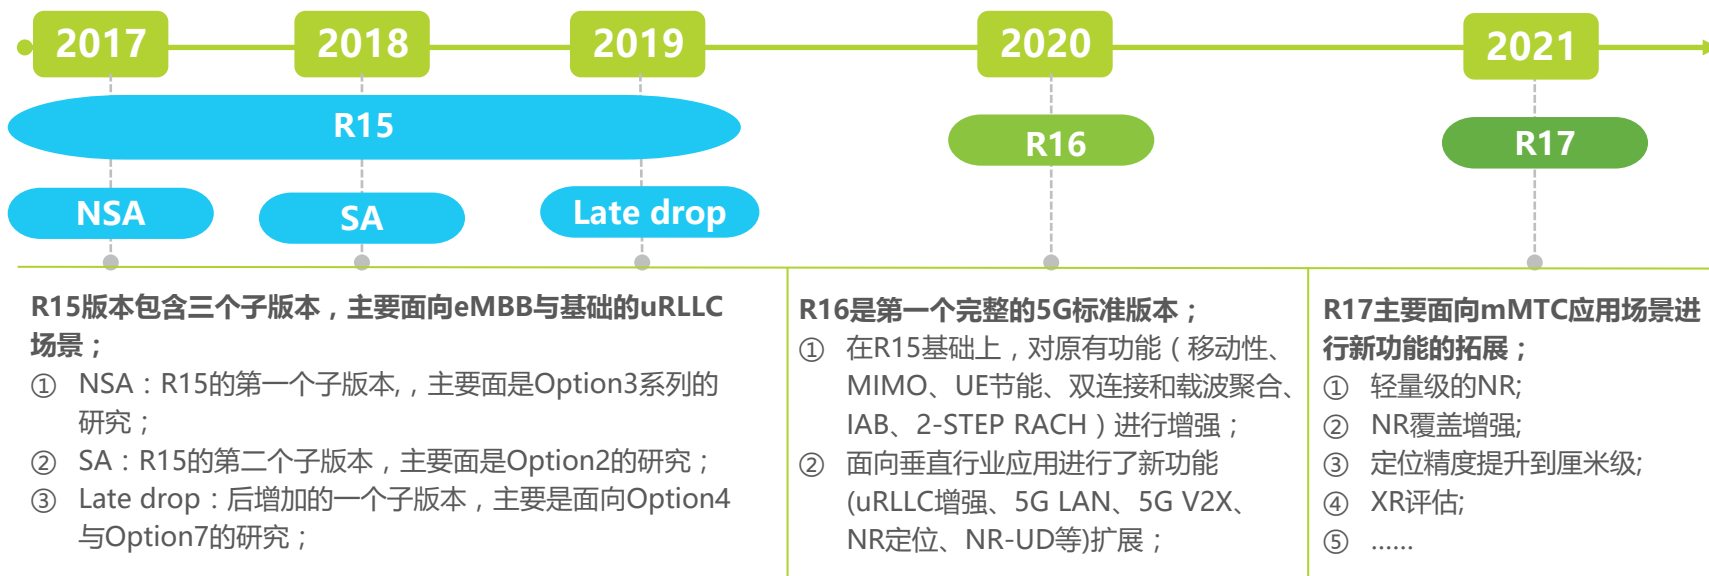 2017
2018
2019
2020
2021
R15
R16
R17
NSA
SA
Late drop
R15版本包含三个子版本，主要面向eMBB与基础的uRLLC
场景；
① NSA：R15的第一个子版本,，主要面是Option3系列的
研究；
② SA：R15的第二个子版本，主要面是Option2的研究；
③ Late drop：后增加的一个子版本，主要是面向Option4
与Option7的研究；
R16是第一个完整的5G标准版本；
① 在R15基础上，对原有功能（移动性、
MIMO、UE节能、双连接和载波聚合、
IAB、2-STEP RACH）进行增强；
② 面向垂直行业应用进行了新功能
(uRLLC增强、5G LAN、5G V2X、
NR定位、NR-UD等)扩展；
R17主要面向mMTC应用场景进
行新功能的拓展；
① 轻量级的NR;
② NR覆盖增强;
③ 定位精度提升到厘米级;
④ XR评估;
⑤ ......